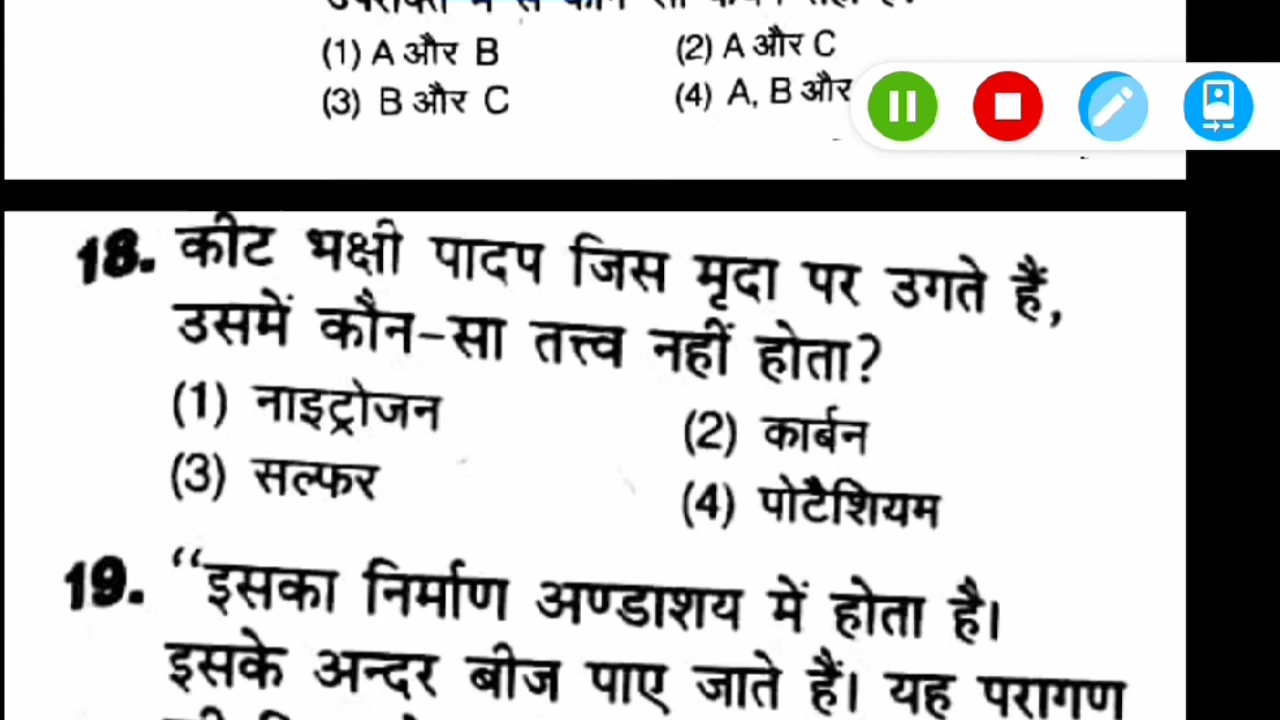 (1) A और B (2) A और C
(3) B और C (4) A, B और
18. कीट भक्षी पादप जिस मृदा पर उगते हैं,
उसमें कौन-सा तत्त्व नहीं होता?
(1) नाइट्रोजन (2) कार्बन
(3) सल्फर (4) पोटैशियम
19. “इसका निर्माण अण्डाशय में होता है।
इसके अन्दर बीज पाए जाते हैं। यह परागण